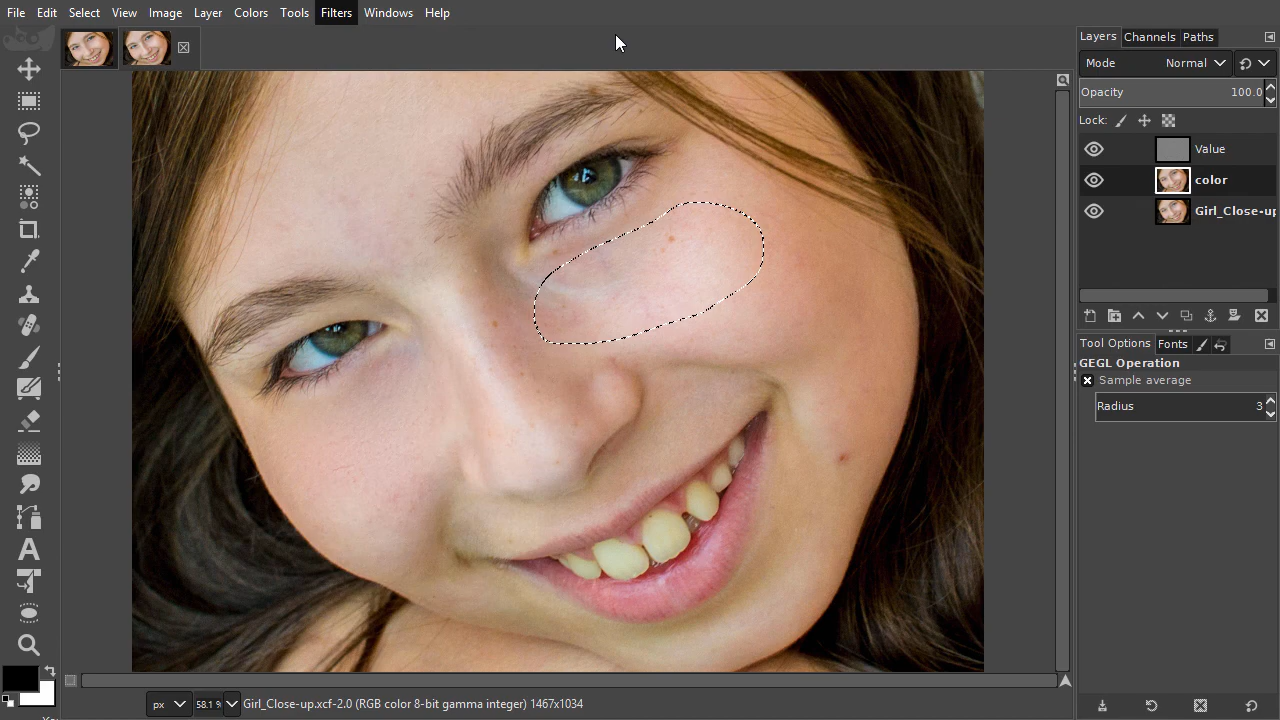 File Edit Select View Image Layer Colors Tools Filters Windows Help
Layers Channels Paths
Mode Normal
Opacity 100.0
Lock:
Value
color
Girl_Close-up
Tool Options Fonts
GEGL Operation
Sample average
Radius 3
px 58.1 % Girl_Close-up.xcf-2.0 (RGB color 8-bit gamma integer) 1467x1034